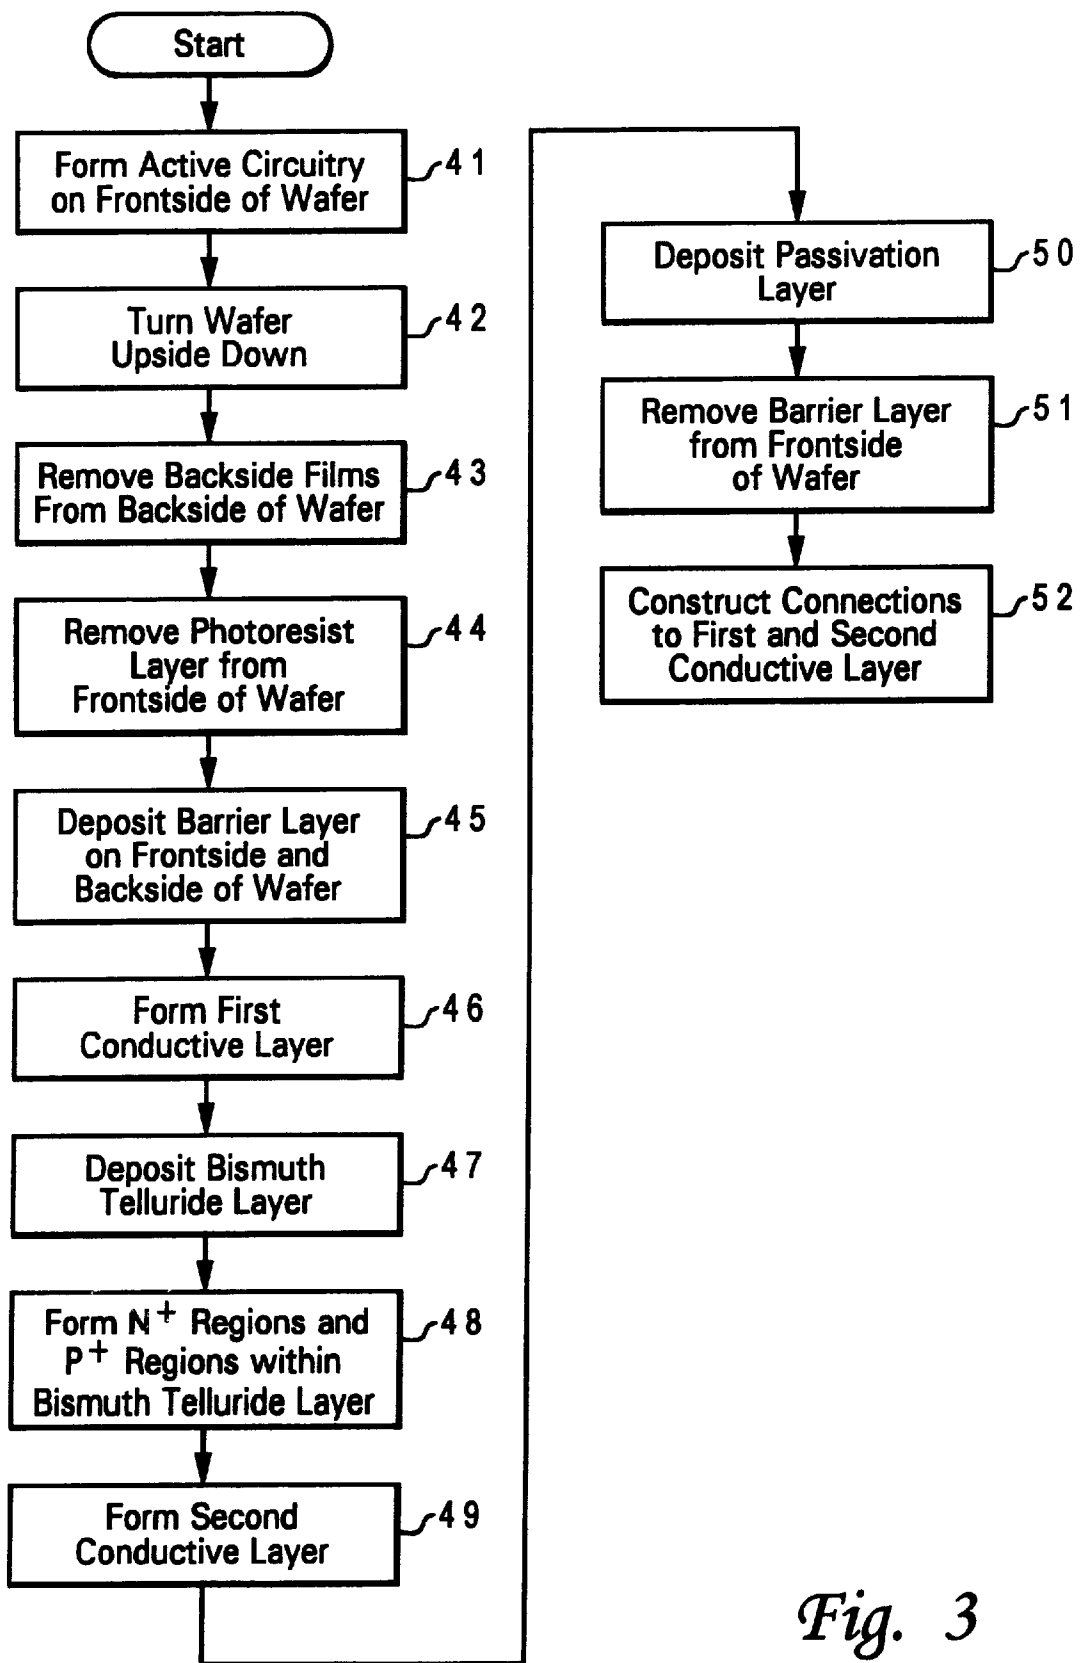 Start
Form Active Circuitry
on Frontside of Wafer
41
Turn Wafer
Upside Down
42
Remove Backside Films
From Backside of Wafer
43
Remove Photoresist
Layer from
Frontside of Wafer
44
Deposit Barrier Layer
on Frontside and
Backside of Wafer
45
Form First
Conductive Layer
46
Deposit Bismuth
Telluride Layer
47
Form N+ Regions and
P+ Regions within
Bismuth Telluride Layer
48
Form Second
Conductive Layer
49
Deposit Passivation
Layer
50
Remove Barrier Layer
from Frontside
of Wafer
51
Construct Connections
to First and Second
Conductive Layer
52
Fig. 3